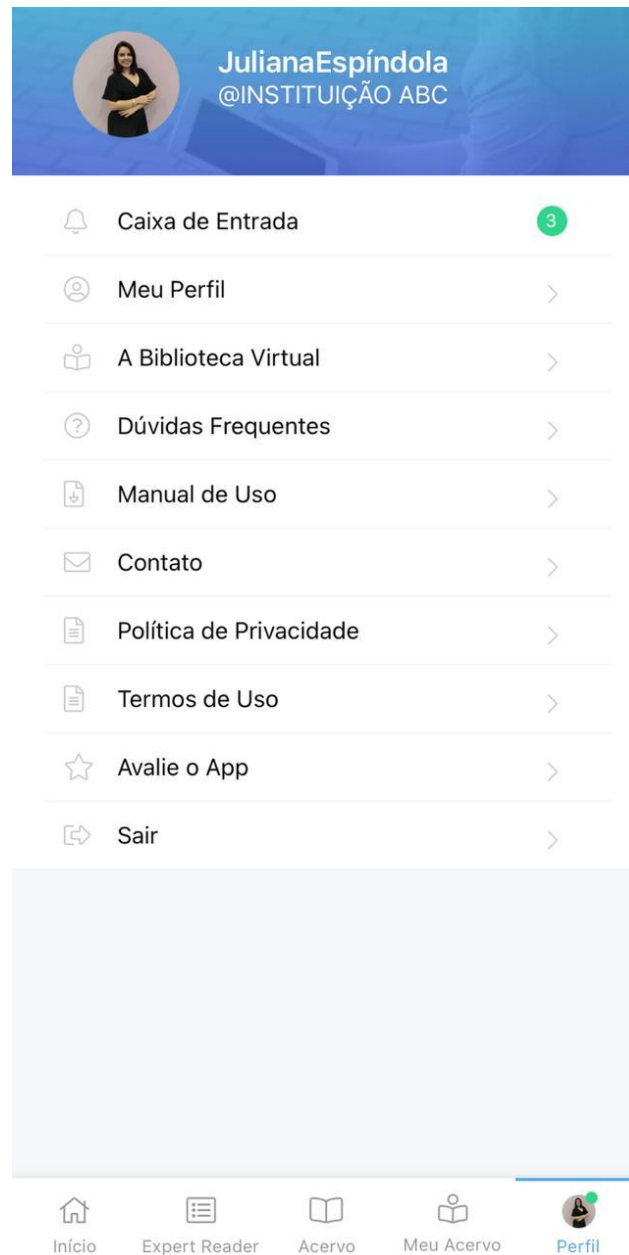 JulianaEspíndola
@INSTITUIÇÃO ABC
Caixa de Entrada 3
Meu Perfil
A Biblioteca Virtual
Dúvidas Frequentes
Manual de Uso
Contato
Política de Privacidade
Termos de Uso
Avalie o App
Sair
Início Expert Reader Acervo Meu Acervo Perfil